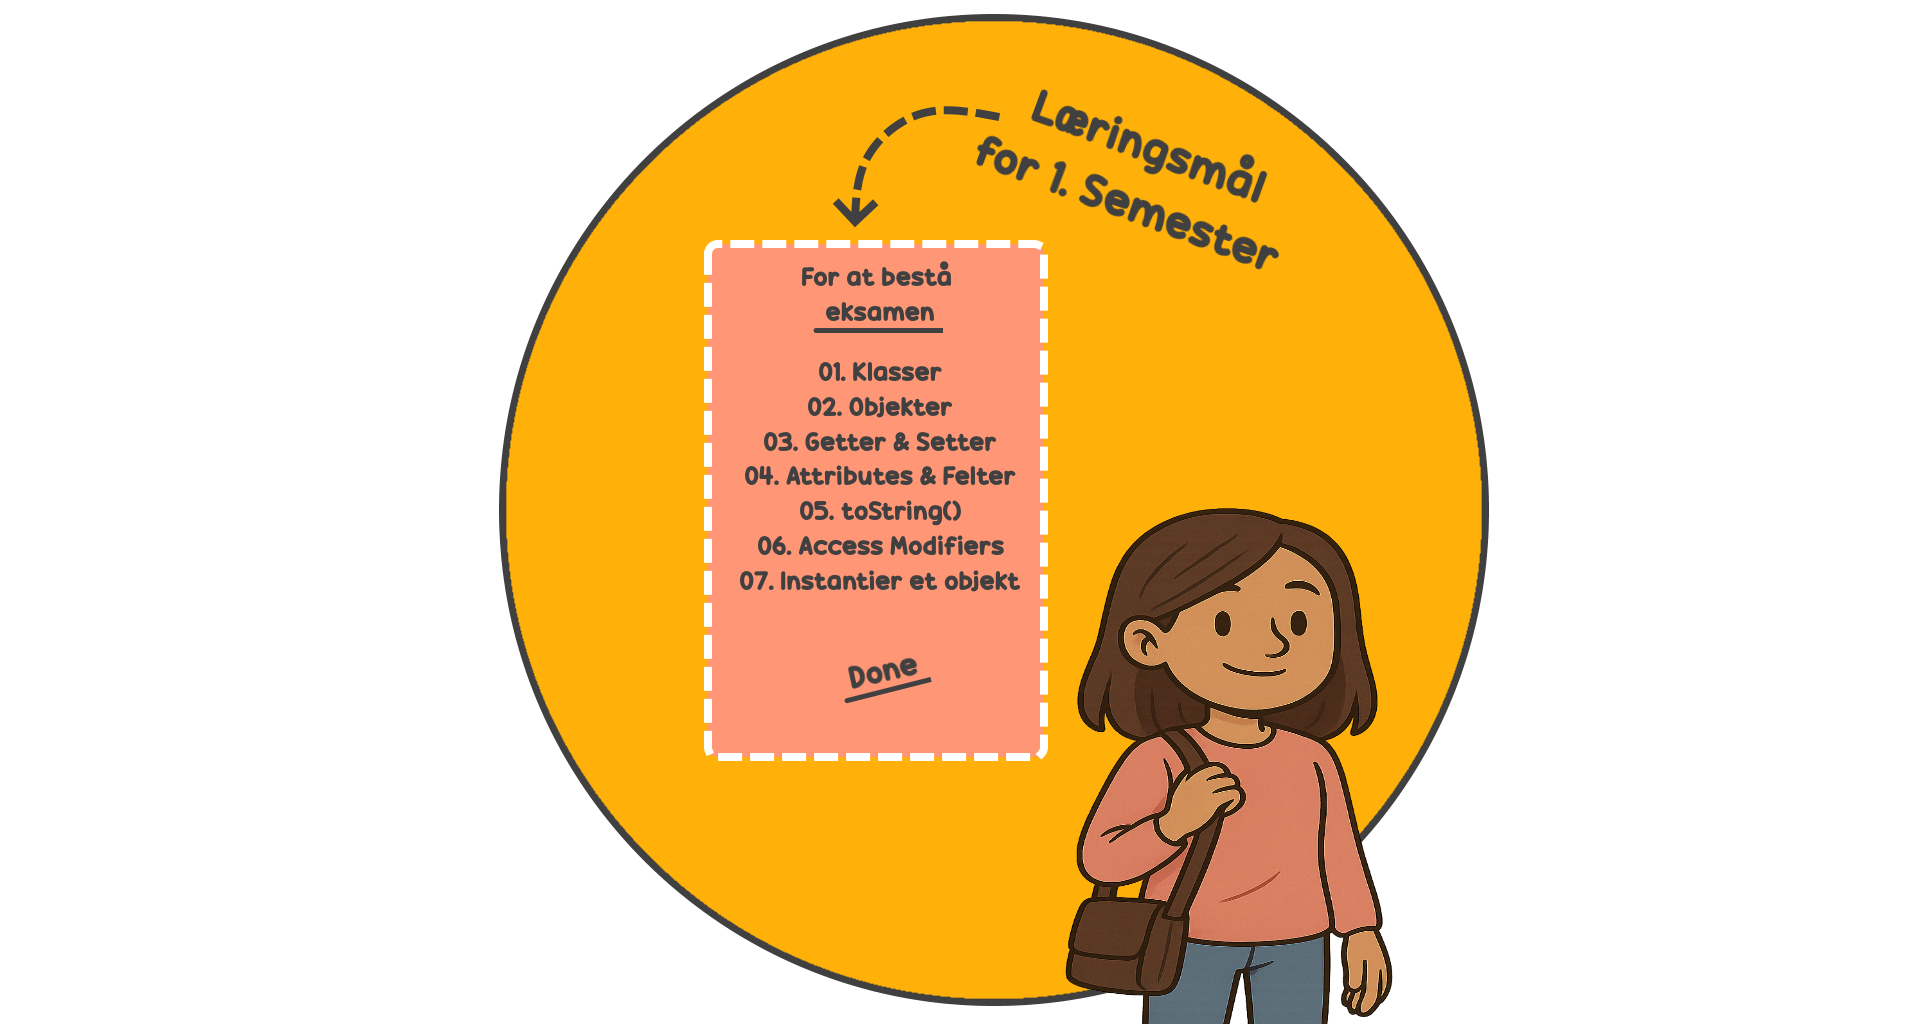 Læringsmål
for 1. Semester
For at bestå
eksamen
01. Klasser
02. Objekter
03. Getter & Setter
04. Attributes & Felter
05. toString()
06. Access Modifiers
07. Instantier et objekt
Done